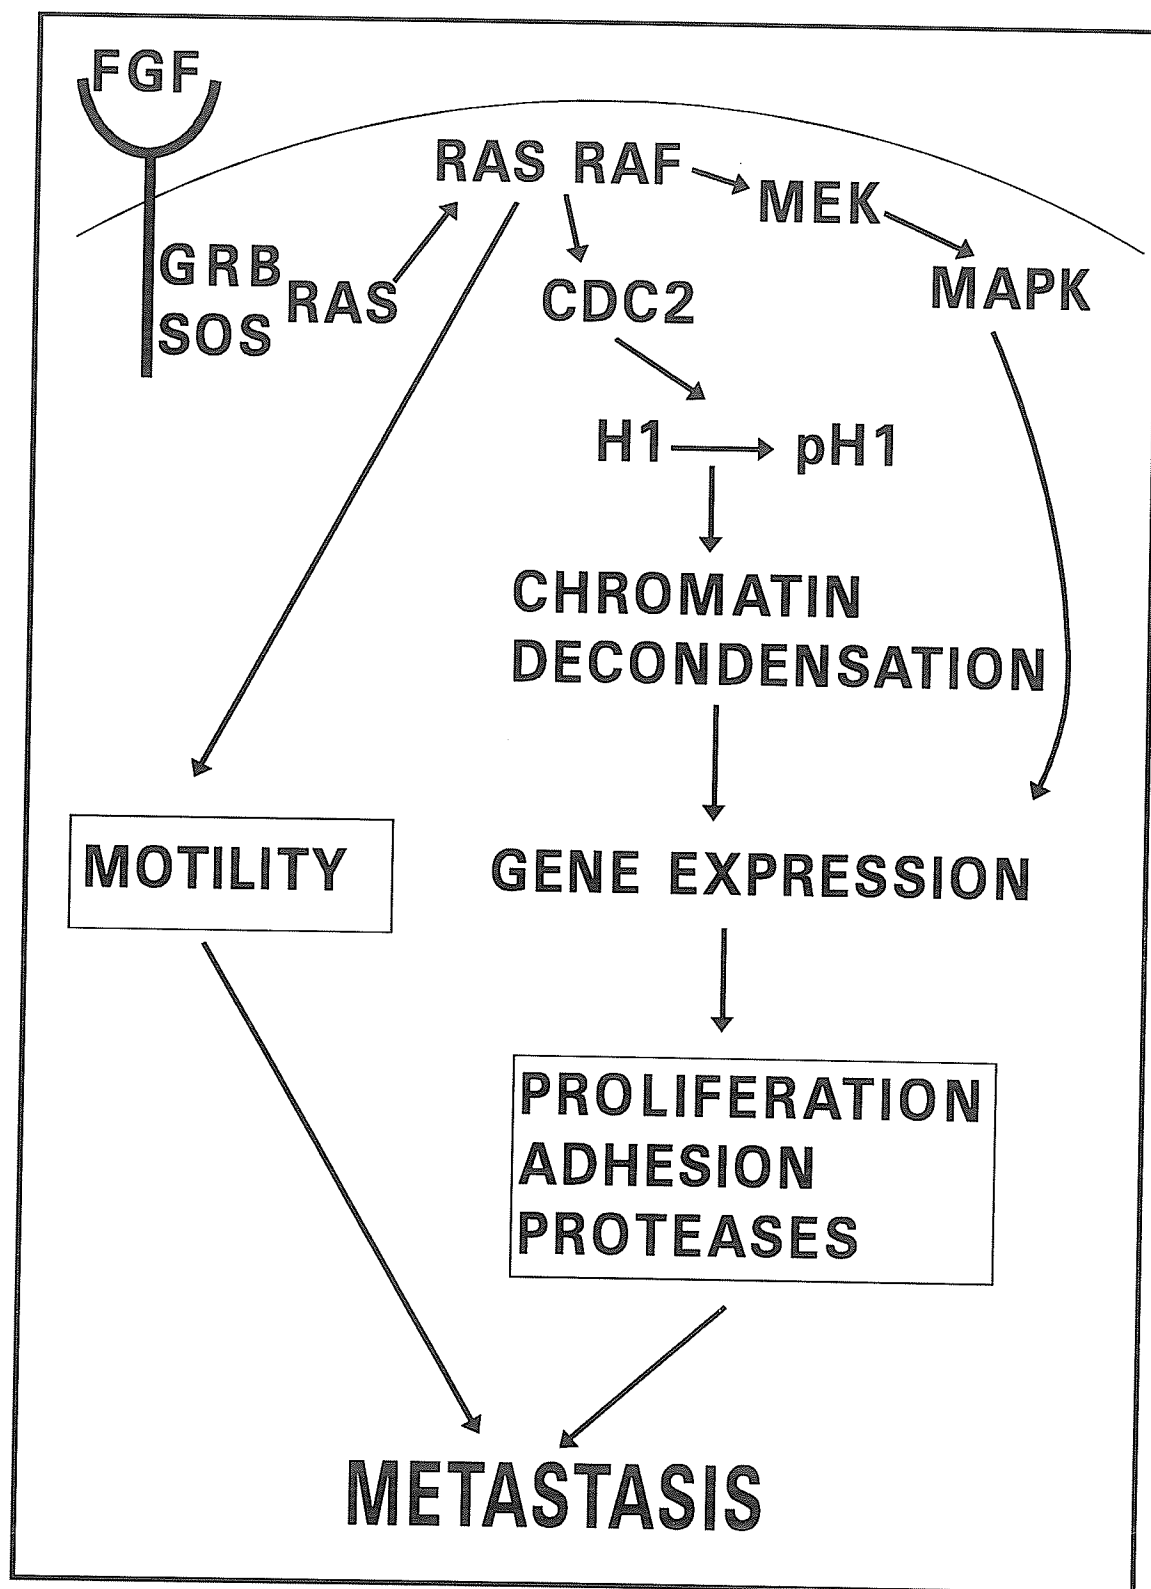 FGF
RAS RAF
MEK
GRB
RAS
SOS
CDC2
MAPK
H1
pH1
CHROMATIN
DECONDENSATION
MOTILITY
GENE EXPRESSION
PROLIFERATION
ADHESION
PROTEASES
METASTASIS